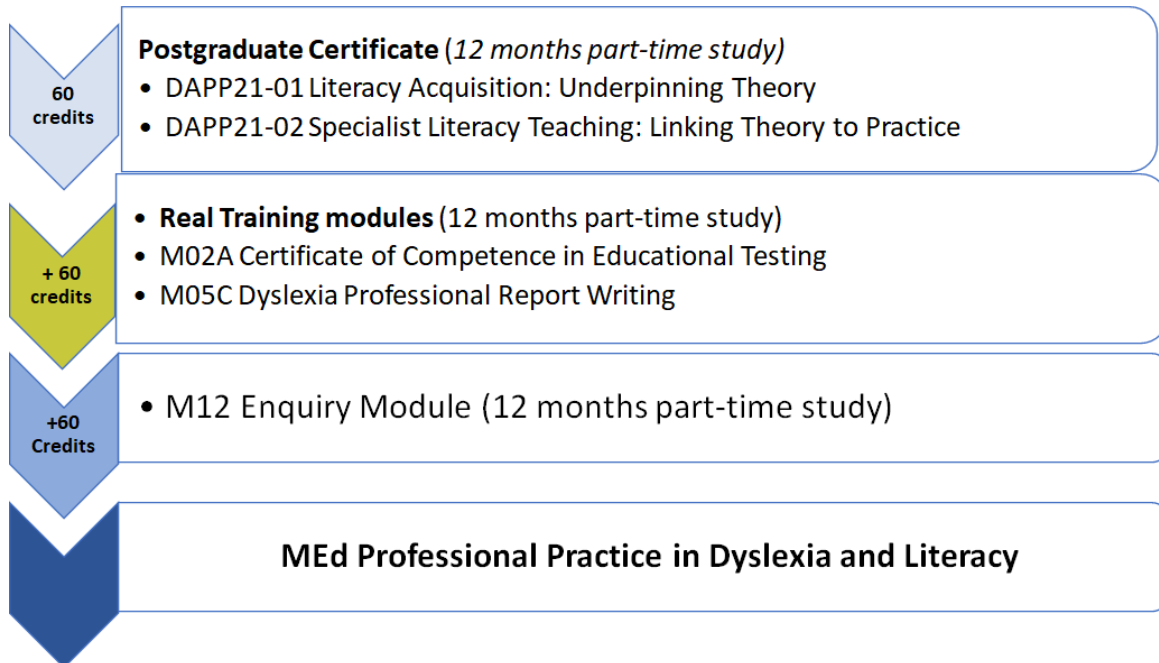 60
credits
Postgraduate Certificate (12 months part-time study)
• DAPP21-01 Literacy Acquisition: Underpinning Theory
• DAPP21-02 Specialist Literacy Teaching: Linking Theory to Practice
+ 60
credits
• Real Training modules (12 months part-time study)
• M02A Certificate of Competence in Educational Testing
• M05C Dyslexia Professional Report Writing
+60
Credits
• M12 Enquiry Module (12 months part-time study)
MEd Professional Practice in Dyslexia and Literacy